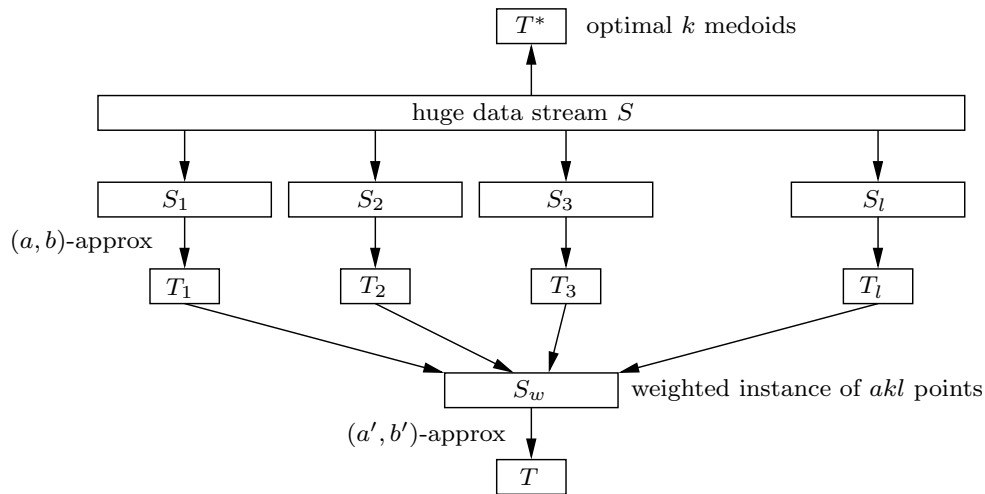 T* optimal k medoids
huge data stream S
S₁ S₂ S₃ Sₗ
(a, b)-approx
T₁ T₂ T₃ Tₗ
S_w weighted instance of akl points
(a′, b′)-approx
T